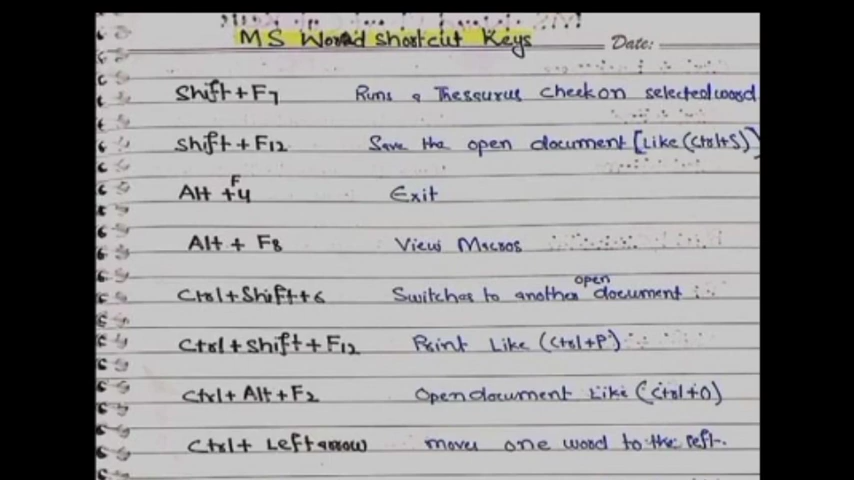 MS Word Shortcut Keys
Date:
Shift + F7 Runs a Thessurus check on selected word
Shift + F12 Save the open document [Like (Ctrl+S)]
Alt + F4 Exit
Alt + F8 View Macros
Ctrl + Shift + 6 Switches to another open document
Ctrl + Shift + F12 Print Like (Ctrl+P)
Ctrl + Alt + F2 Open document Like (Ctrl+O)
Ctrl + Left arrow moves one word to the left.